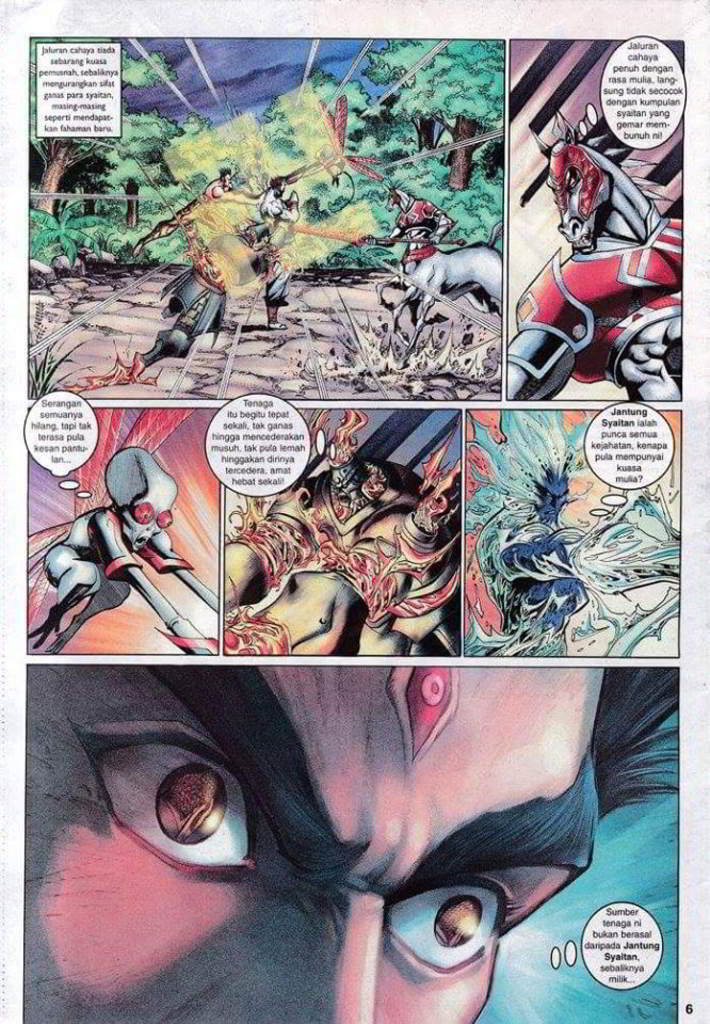 Jaluran cahaya tiada
sebarang kuasa
pemusnah, sebaliknya
mengurangkan sifat
ganas para syaitan,
masing-masing
seperti mendapat-
kan fahaman baru.
Jaluran
cahaya
penuh dengan
rasa mulia, lang-
sung tidak secocok
dengan kumpulan
syaitan yang
gemar mem-
bunuh ni!
Serangan
semuanya
hilang, tapi tak
terasa pula
kesan pantu-
lan...
Tenaga
itu begitu tepat
sekali, tak ganas
hingga mencederakan
musuh, tak pula lemah
hinggakan dirinya
tercedera, amat
hebat sekali!
Jantung
Syaitan ialah
punca semua
kejahatan, kenapa
pula mempunyai
kuasa
mulia?
Sumber
tenaga ni
bukan berasal
daripada Jantung
Syaitan,
sebaliknya
milik...
6